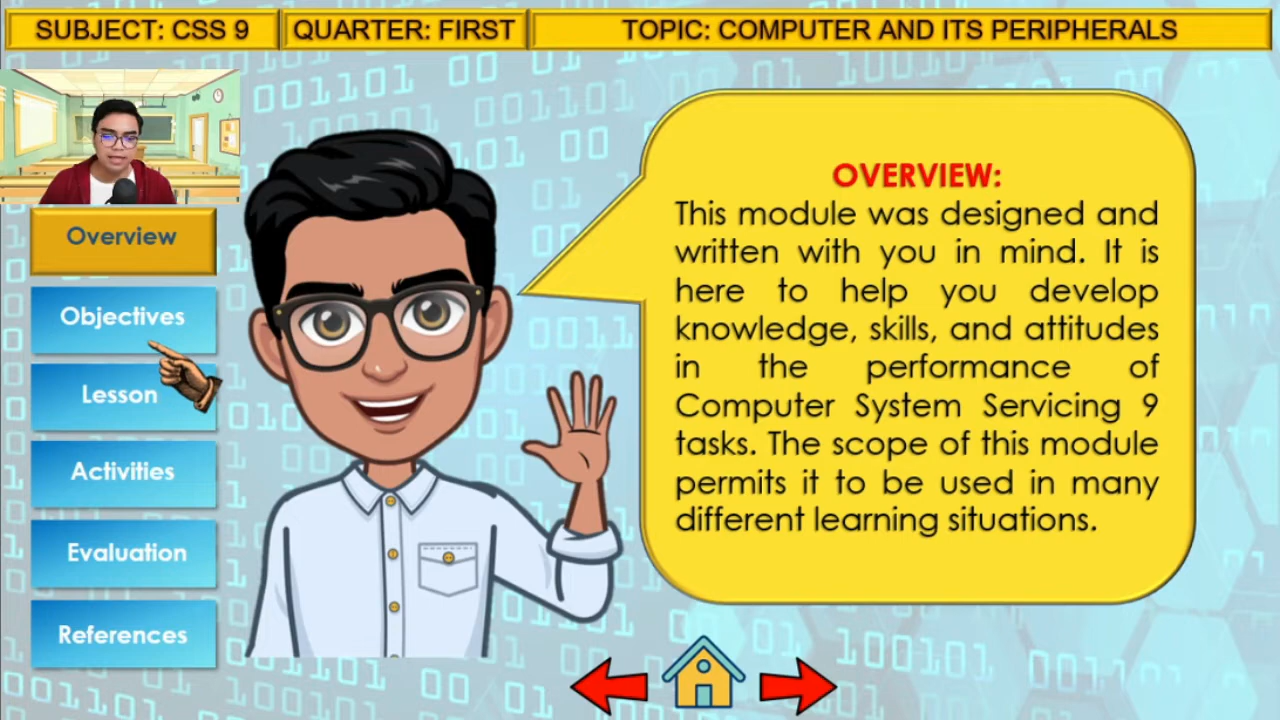 SUBJECT: CSS 9
QUARTER: FIRST
TOPIC: COMPUTER AND ITS PERIPHERALS
Overview
Objectives
Lesson
Activities
Evaluation
References
OVERVIEW:
This module was designed and
written with you in mind. It is
here to help you develop
knowledge, skills, and attitudes
in the performance of
Computer System Servicing 9
tasks. The scope of this module
permits it to be used in many
different learning situations.